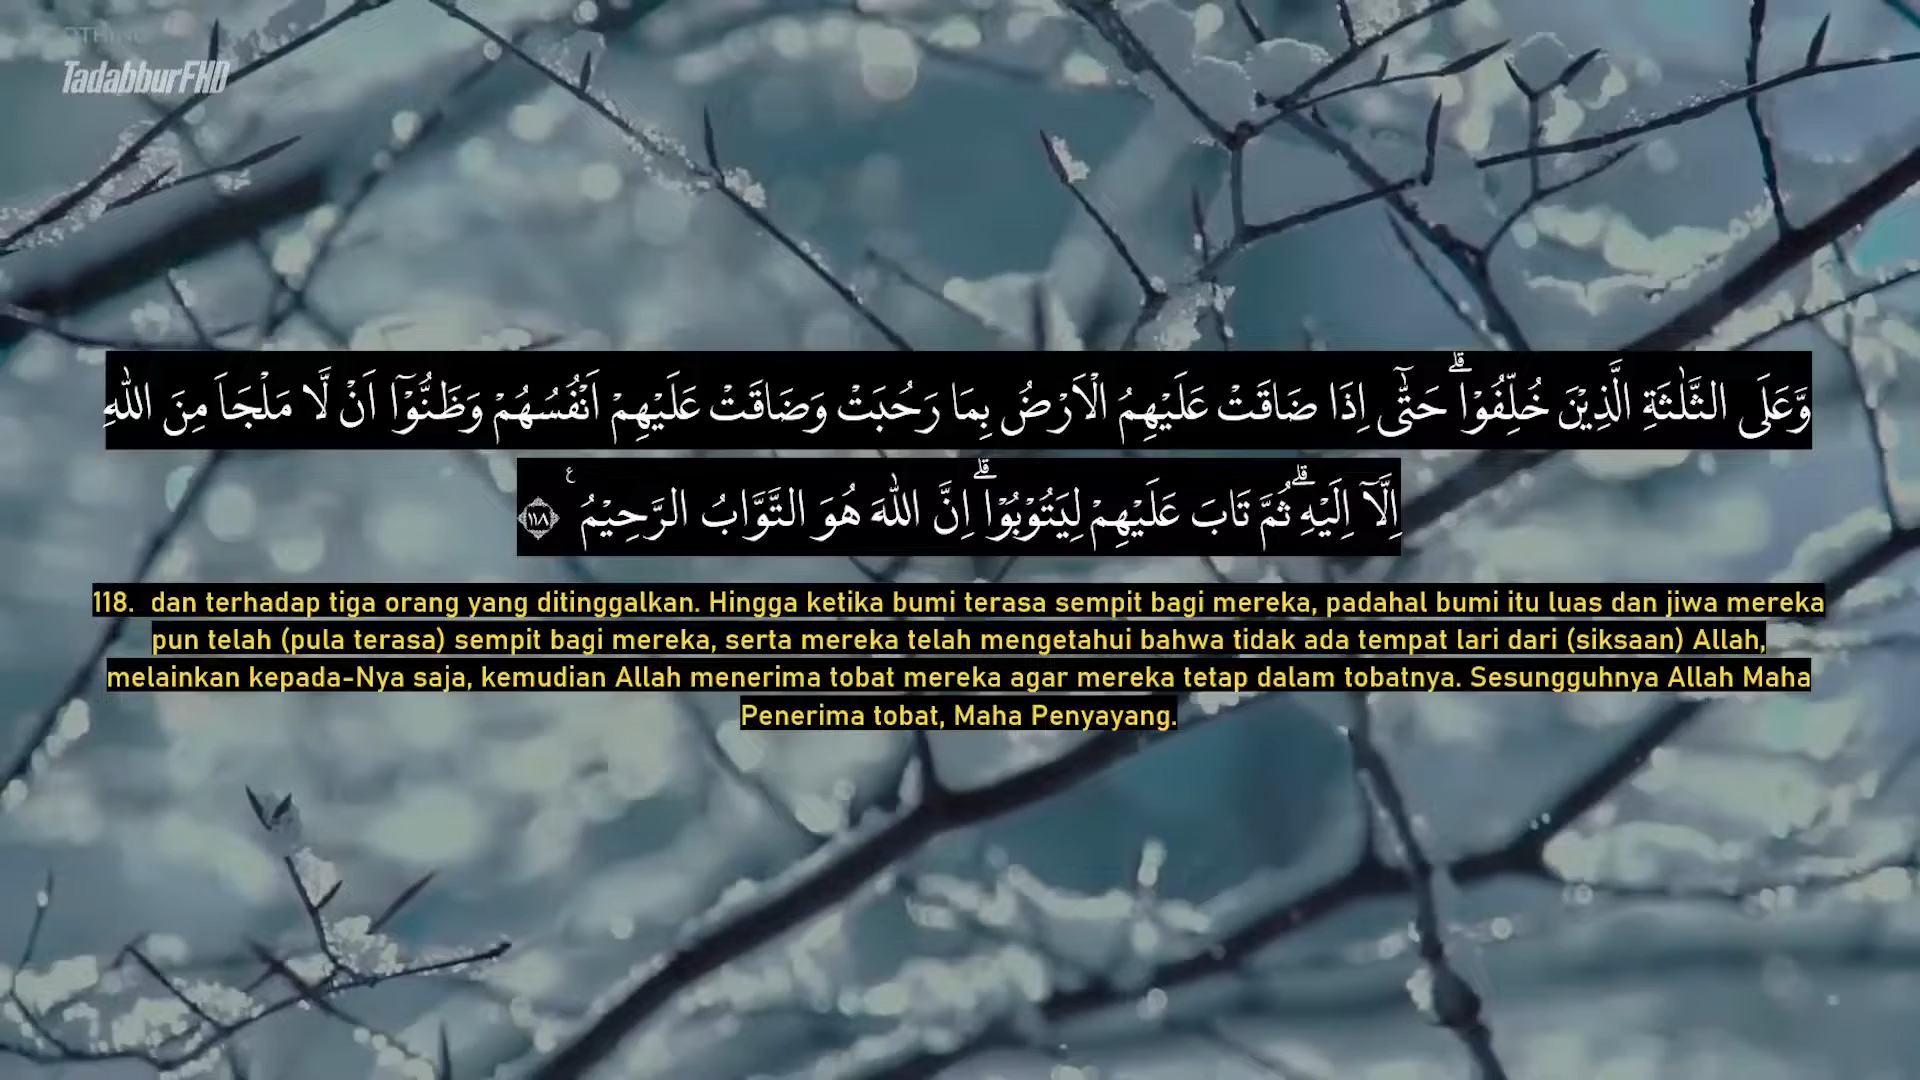 TadabburFHD
وَّعَلَى الثَّلٰثَةِ الَّذِيْنَ خُلِّفُوْاۗ حَتّٰٓى اِذَا ضَاقَتْ عَلَيْهِمُ الْاَرْضُ بِمَا رَحُبَتْ وَضَاقَتْ عَلَيْهِمْ اَنْفُسُهُمْ وَظَنُّوْٓا اَنْ لَّا مَلْجَاَ مِنَ اللّٰهِ
اِلَّآ اِلَيْهِۗ ثُمَّ تَابَ عَلَيْهِمْ لِيَتُوْبُوْاۗ اِنَّ اللّٰهَ هُوَ التَّوَّابُ الرَّحِيْمُ ࣖ ١١٨
118. dan terhadap tiga orang yang ditinggalkan. Hingga ketika bumi terasa sempit bagi mereka, padahal bumi itu luas dan jiwa mereka
pun telah (pula terasa) sempit bagi mereka, serta mereka telah mengetahui bahwa tidak ada tempat lari dari (siksaan) Allah,
melainkan kepada-Nya saja, kemudian Allah menerima tobat mereka agar mereka tetap dalam tobatnya. Sesungguhnya Allah Maha
Penerima tobat, Maha Penyayang.